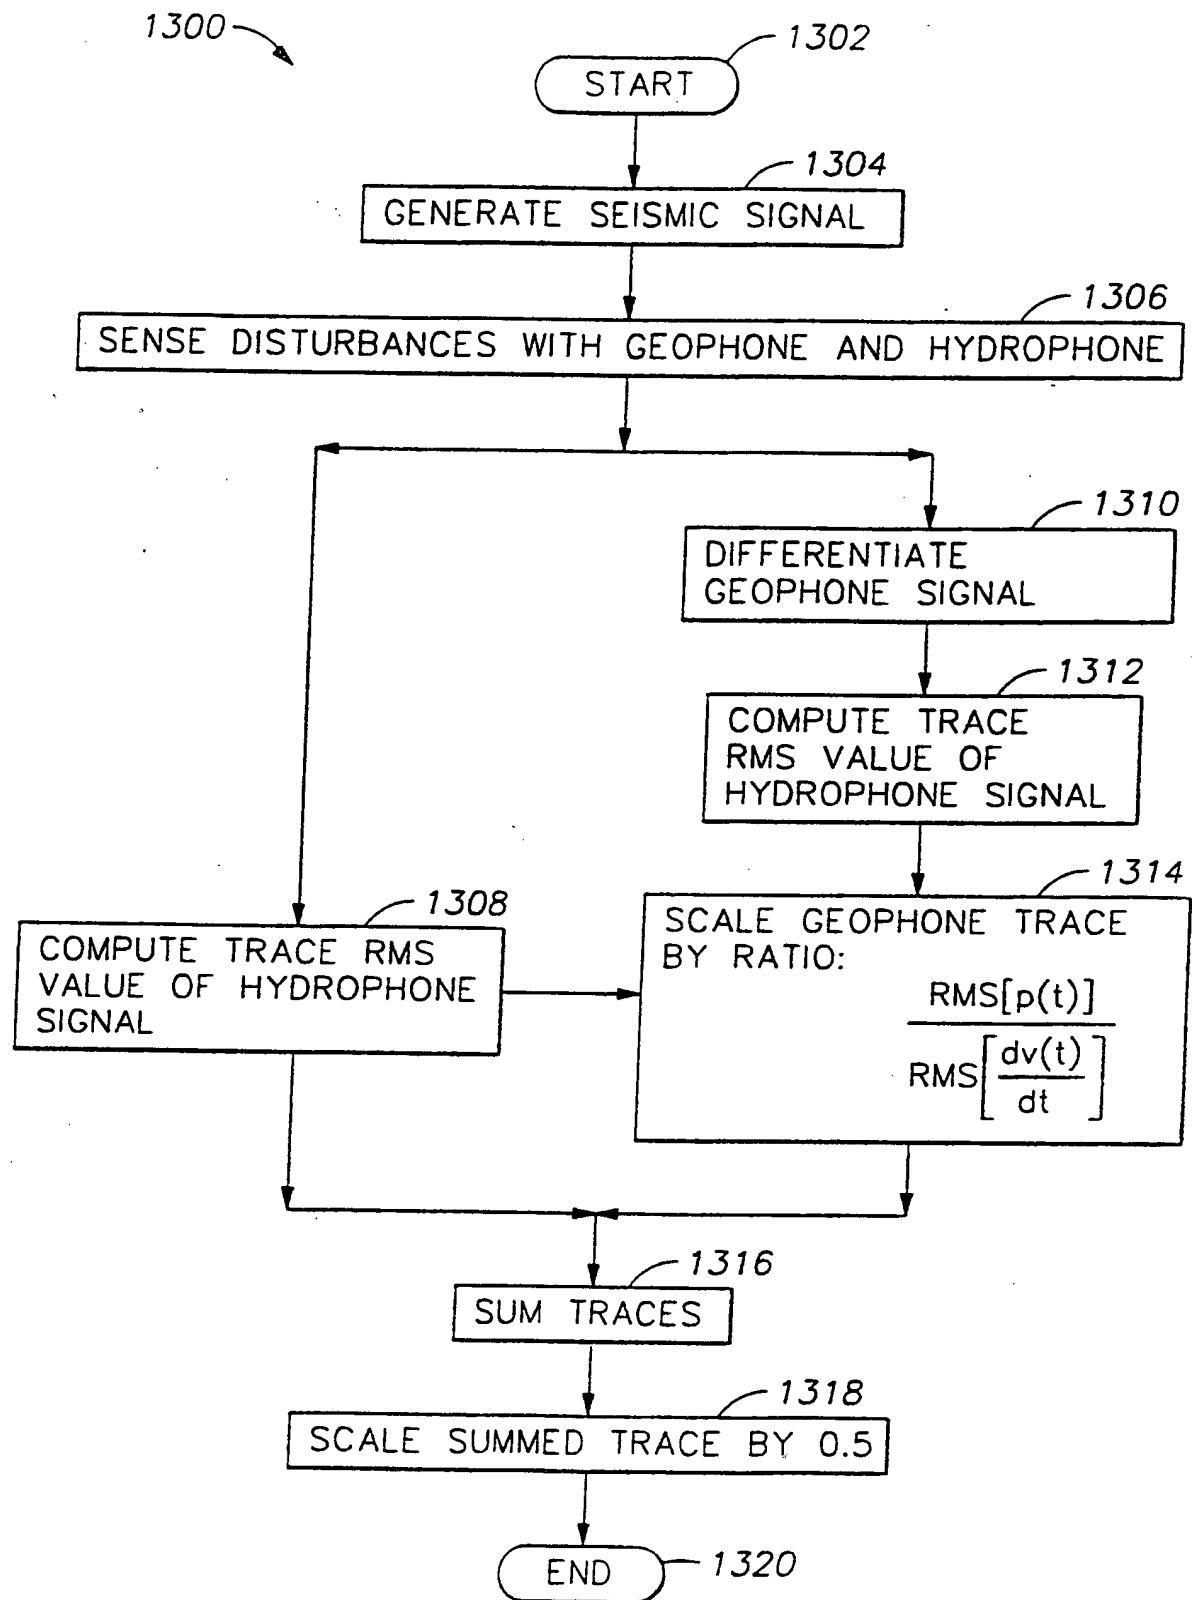 1300
1302
START
1304
GENERATE SEISMIC SIGNAL
1306
SENSE DISTURBANCES WITH GEOPHONE AND HYDROPHONE
1310
DIFFERENTIATE
GEOPHONE SIGNAL
1312
COMPUTE TRACE
RMS VALUE OF
HYDROPHONE SIGNAL
1308
COMPUTE TRACE RMS
VALUE OF HYDROPHONE
SIGNAL
1314
SCALE GEOPHONE TRACE
BY RATIO:
RMS[p(t)]
RMS[dv(t)
dt]
1316
SUM TRACES
1318
SCALE SUMMED TRACE BY 0.5
END
1320